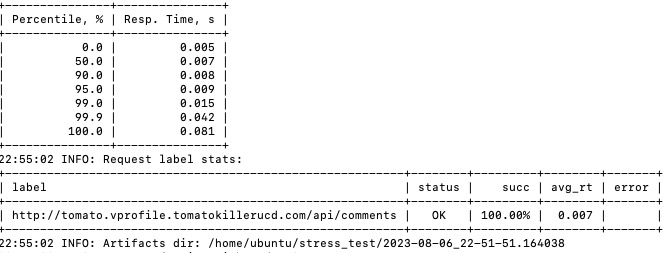 +---------------+---------------+
| Percentile, % | Resp. Time, s |
+---------------+---------------+
|           0.0 |         0.005 |
|          50.0 |         0.007 |
|          90.0 |         0.008 |
|          95.0 |         0.009 |
|          99.0 |         0.015 |
|          99.9 |         0.042 |
|         100.0 |         0.081 |
+---------------+---------------+
22:55:02 INFO: Request label stats:
+----------------------------------------------------------+--------+---------+--------+-------+
| label                                                    | status |    succ | avg_rt | error |
+----------------------------------------------------------+--------+---------+--------+-------+
| http://tomato.vprofile.tomatokillerucd.com/api/comments |   OK   | 100.00% |  0.007 |       |
+----------------------------------------------------------+--------+---------+--------+-------+
22:55:02 INFO: Artifacts dir: /home/ubuntu/stress_test/2023-08-06_22-51-51.164038